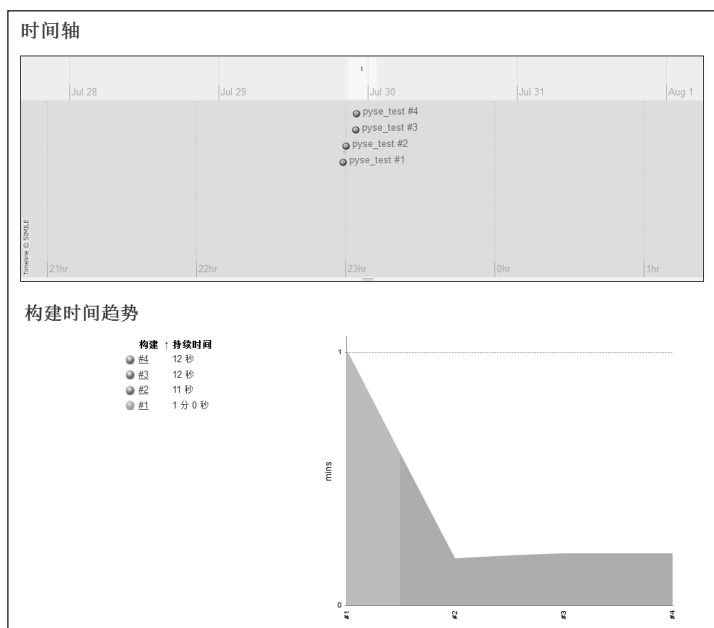 时间轴
Jul 28 Jul 29 Jul 30 Jul 31 Aug 1
pyse_test #4
pyse_test #3
pyse_test #2
pyse_test #1
Timeline © SIMILE
21hr 22hr 23hr 0hr 1hr
构建时间趋势
构建 ↑ 持续时间
#4 12 秒
#3 12 秒
#2 11 秒
#1 1 分 0 秒
1
mins
0
#1 #2 #3 #4